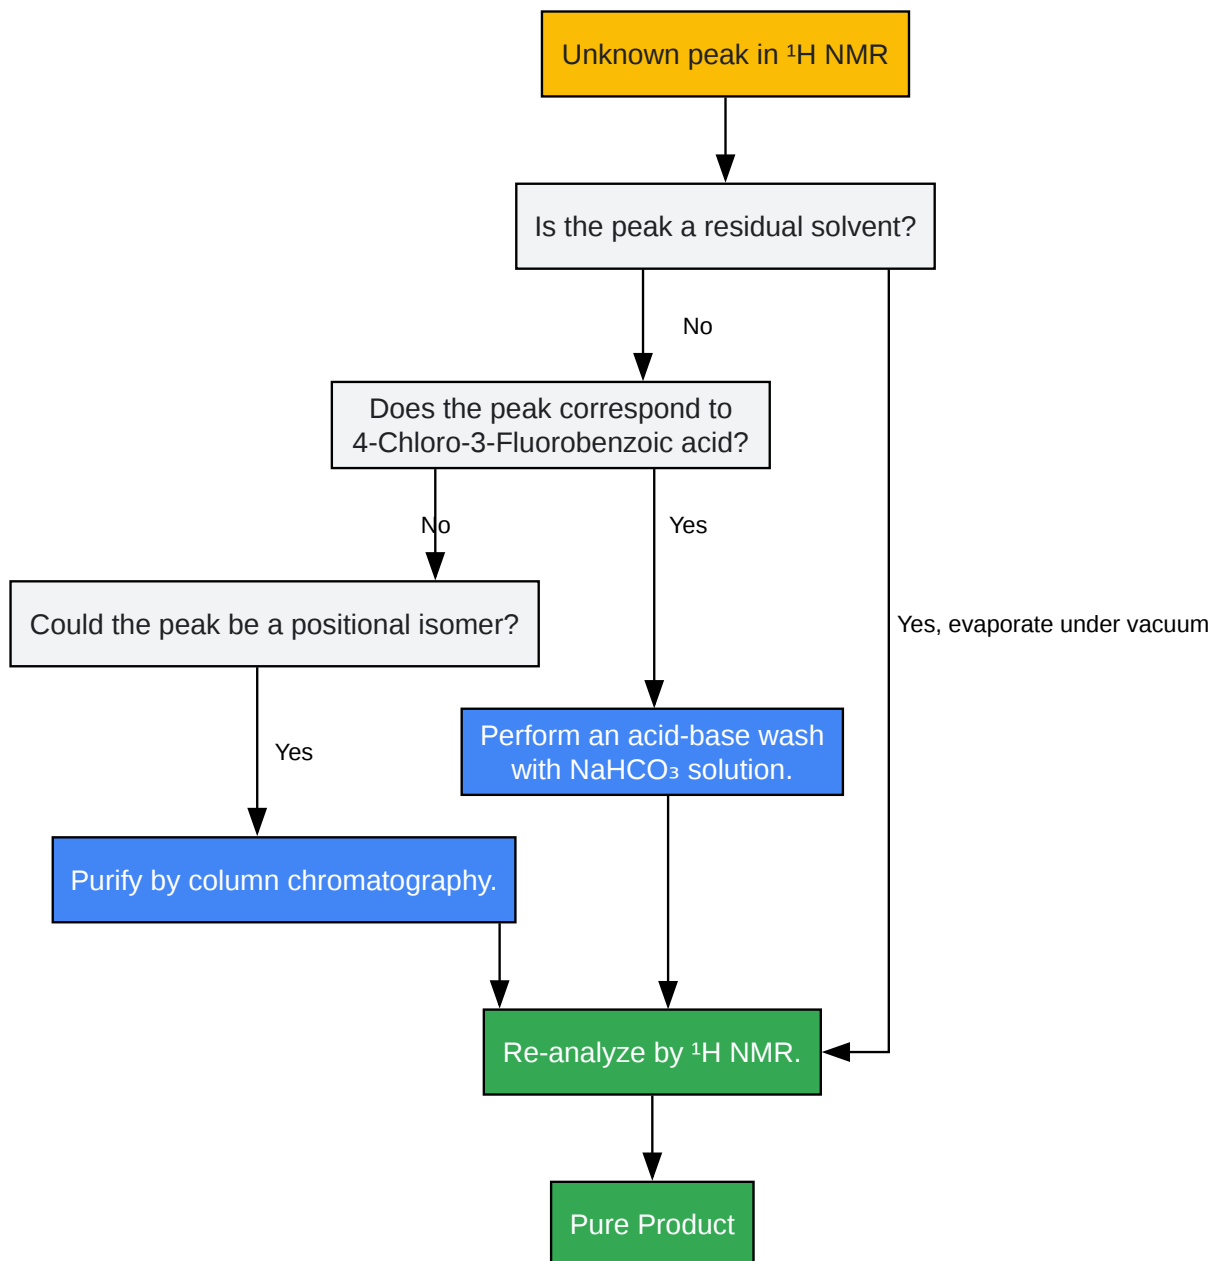 Unknown peak in ¹H NMR
Is the peak a residual solvent?
No
Does the peak correspond to
4-Chloro-3-Fluorobenzoic acid?
No
Yes
Could the peak be a positional isomer?
Yes, evaporate under vacuum
Perform an acid-base wash
with NaHCO₃ solution.
Yes
Purify by column chromatography.
Re-analyze by ¹H NMR.
Pure Product